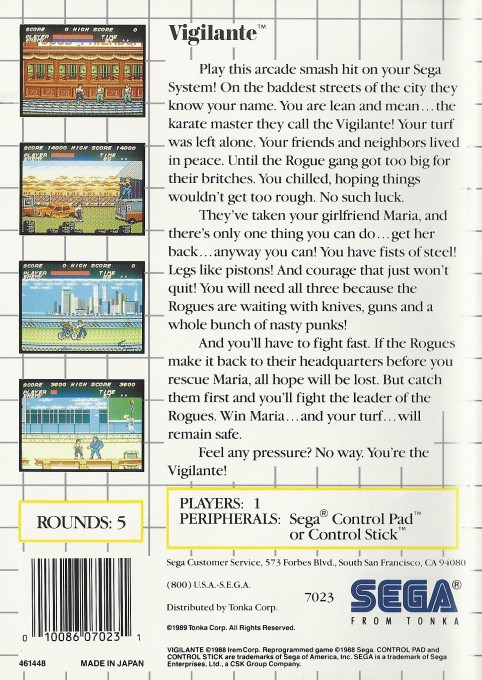 Vigilante™
Play this arcade smash hit on your Sega
System! On the baddest streets of the city they
know your name. You are lean and mean...the
karate master they call the Vigilante! Your turf
was left alone. Your friends and neighbors lived
in peace. Until the Rogue gang got too big for
their britches. You chilled, hoping things
wouldn't get too rough. No such luck.
They've taken your girlfriend Maria, and
there's only one thing you can do...get her
back...anyway you can! You have fists of steel!
Legs like pistons! And courage that just won't
quit! You will need all three because the
Rogues are waiting with knives, guns and a
whole bunch of nasty punks!
And you'll have to fight fast. If the Rogues
make it back to their headquarters before you
rescue Maria, all hope will be lost. But catch
them first and you'll fight the leader of the
Rogues. Win Maria...and your turf...will
remain safe.
Feel any pressure? No way. You're the
Vigilante!
SCORE 0 HIGH SCORE 0
PLAYER TIME
ENEMY
SCORE 14000 HIGH SCORE 14000
PLAYER TIME
ENEMY
SCORE 0 HIGH SCORE 0
PLAYER TIME
ENEMY
SCORE 3600 HIGH SCORE 3600
PLAYER TIME
ENEMY
ROUNDS: 5
PLAYERS: 1
PERIPHERALS: Sega® Control Pad™
or Control Stick™
Sega Customer Service, 573 Forbes Blvd., South San Francisco, CA 94080
(800) U.S.A.-S.E.G.A.
7023
Distributed by Tonka Corp.
©1989 Tonka Corp. All Rights Reserved.
SEGA®
FROM TONKA
0 10086 07023 1
461448 MADE IN JAPAN
VIGILANTE ©1988 Irem Corp. Reprogrammed game ©1988 Sega. CONTROL PAD and
CONTROL STICK are trademarks of Sega of America, Inc. SEGA is a trademark of Sega
Enterprises, Ltd., a CSK Group Company.